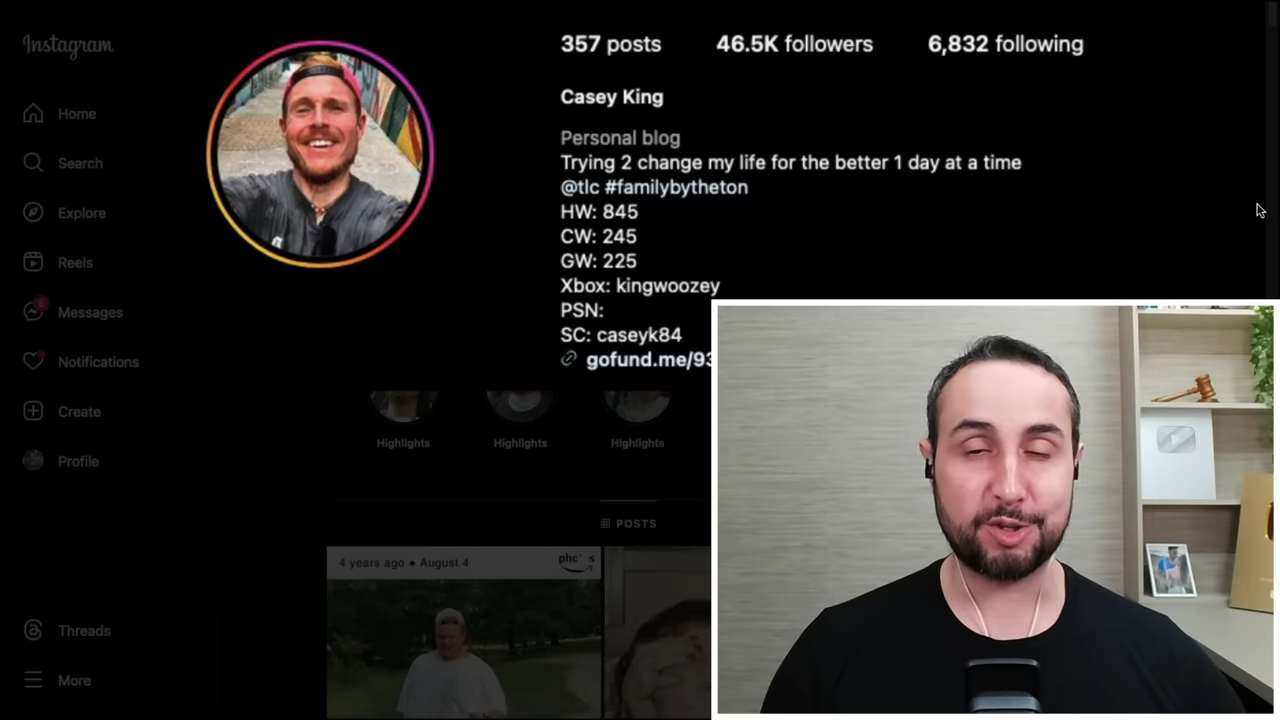 Instagram
Home
Search
Explore
Reels
Messages
Notifications
Create
Profile
Threads
More
357 posts 46.5K followers 6,832 following
Casey King
Personal blog
Trying 2 change my life for the better 1 day at a time
@tlc #familybytheton
HW: 845
CW: 245
GW: 225
Xbox: kingwoozey
PSN:
SC: caseyk84
gofund.me/93
Highlights Highlights Highlights
POSTS
4 years ago • August 4